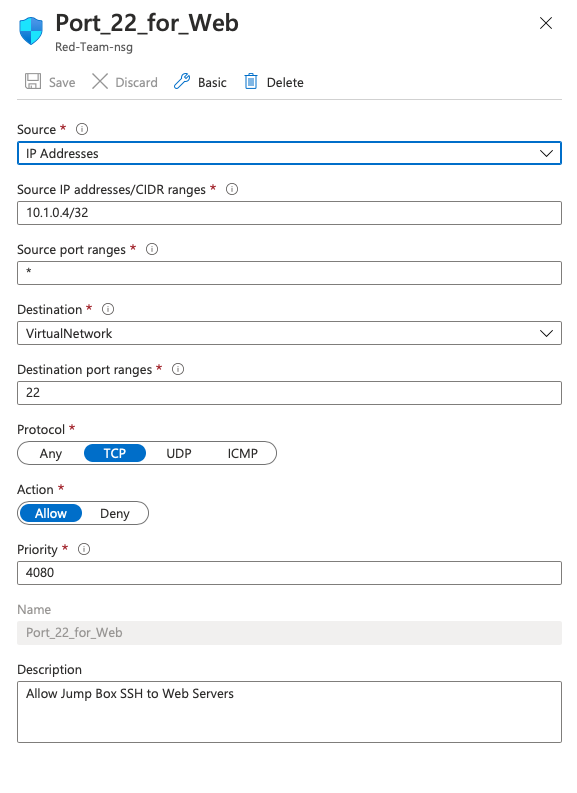 Port_22_for_Web
Red-Team-nsg
Save Discard Basic Delete
Source *
IP Addresses
Source IP addresses/CIDR ranges *
10.1.0.4/32
Source port ranges *
*
Destination *
VirtualNetwork
Destination port ranges *
22
Protocol *
Any TCP UDP ICMP
Action *
Allow Deny
Priority *
4080
Name
Port_22_for_Web
Description
Allow Jump Box SSH to Web Servers